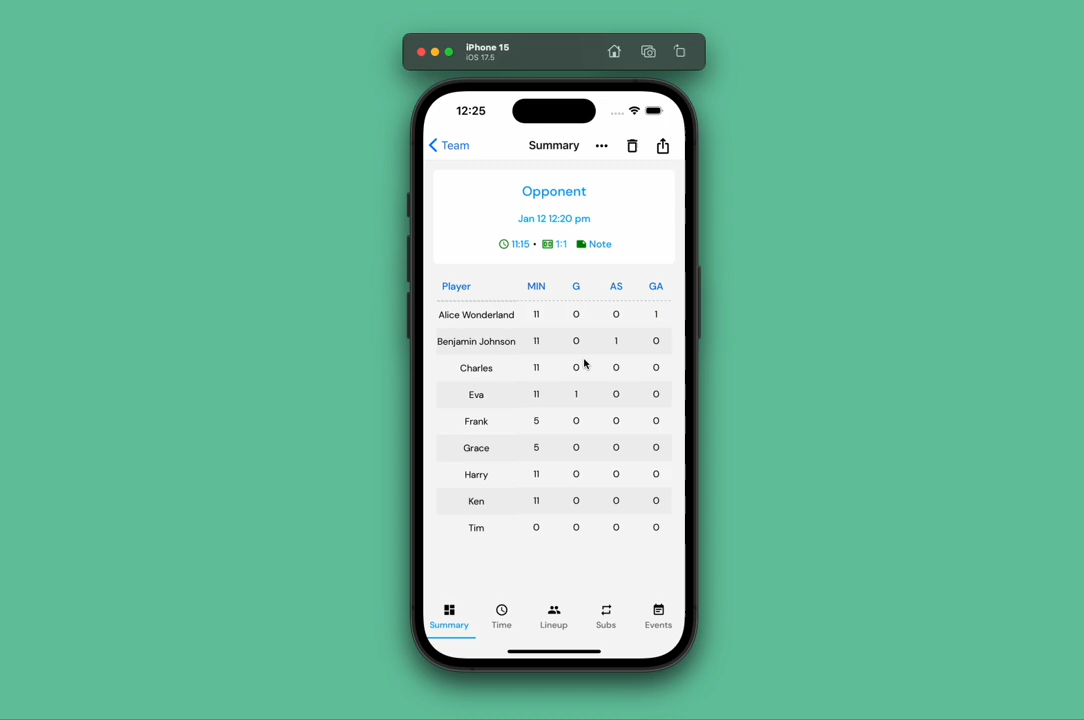 iPhone 15
iOS 17.5
12:25
Team Summary
Opponent
Jan 12 12:20 pm
11:15 • 1:1 Note
Player MIN G AS GA
Alice Wonderland 11 0 0 1
Benjamin Johnson 11 0 1 0
Charles 11 0 0 0
Eva 11 1 0 0
Frank 5 0 0 0
Grace 5 0 0 0
Harry 11 0 0 0
Ken 11 0 0 0
Tim 0 0 0 0
Summary Time Lineup Subs Events